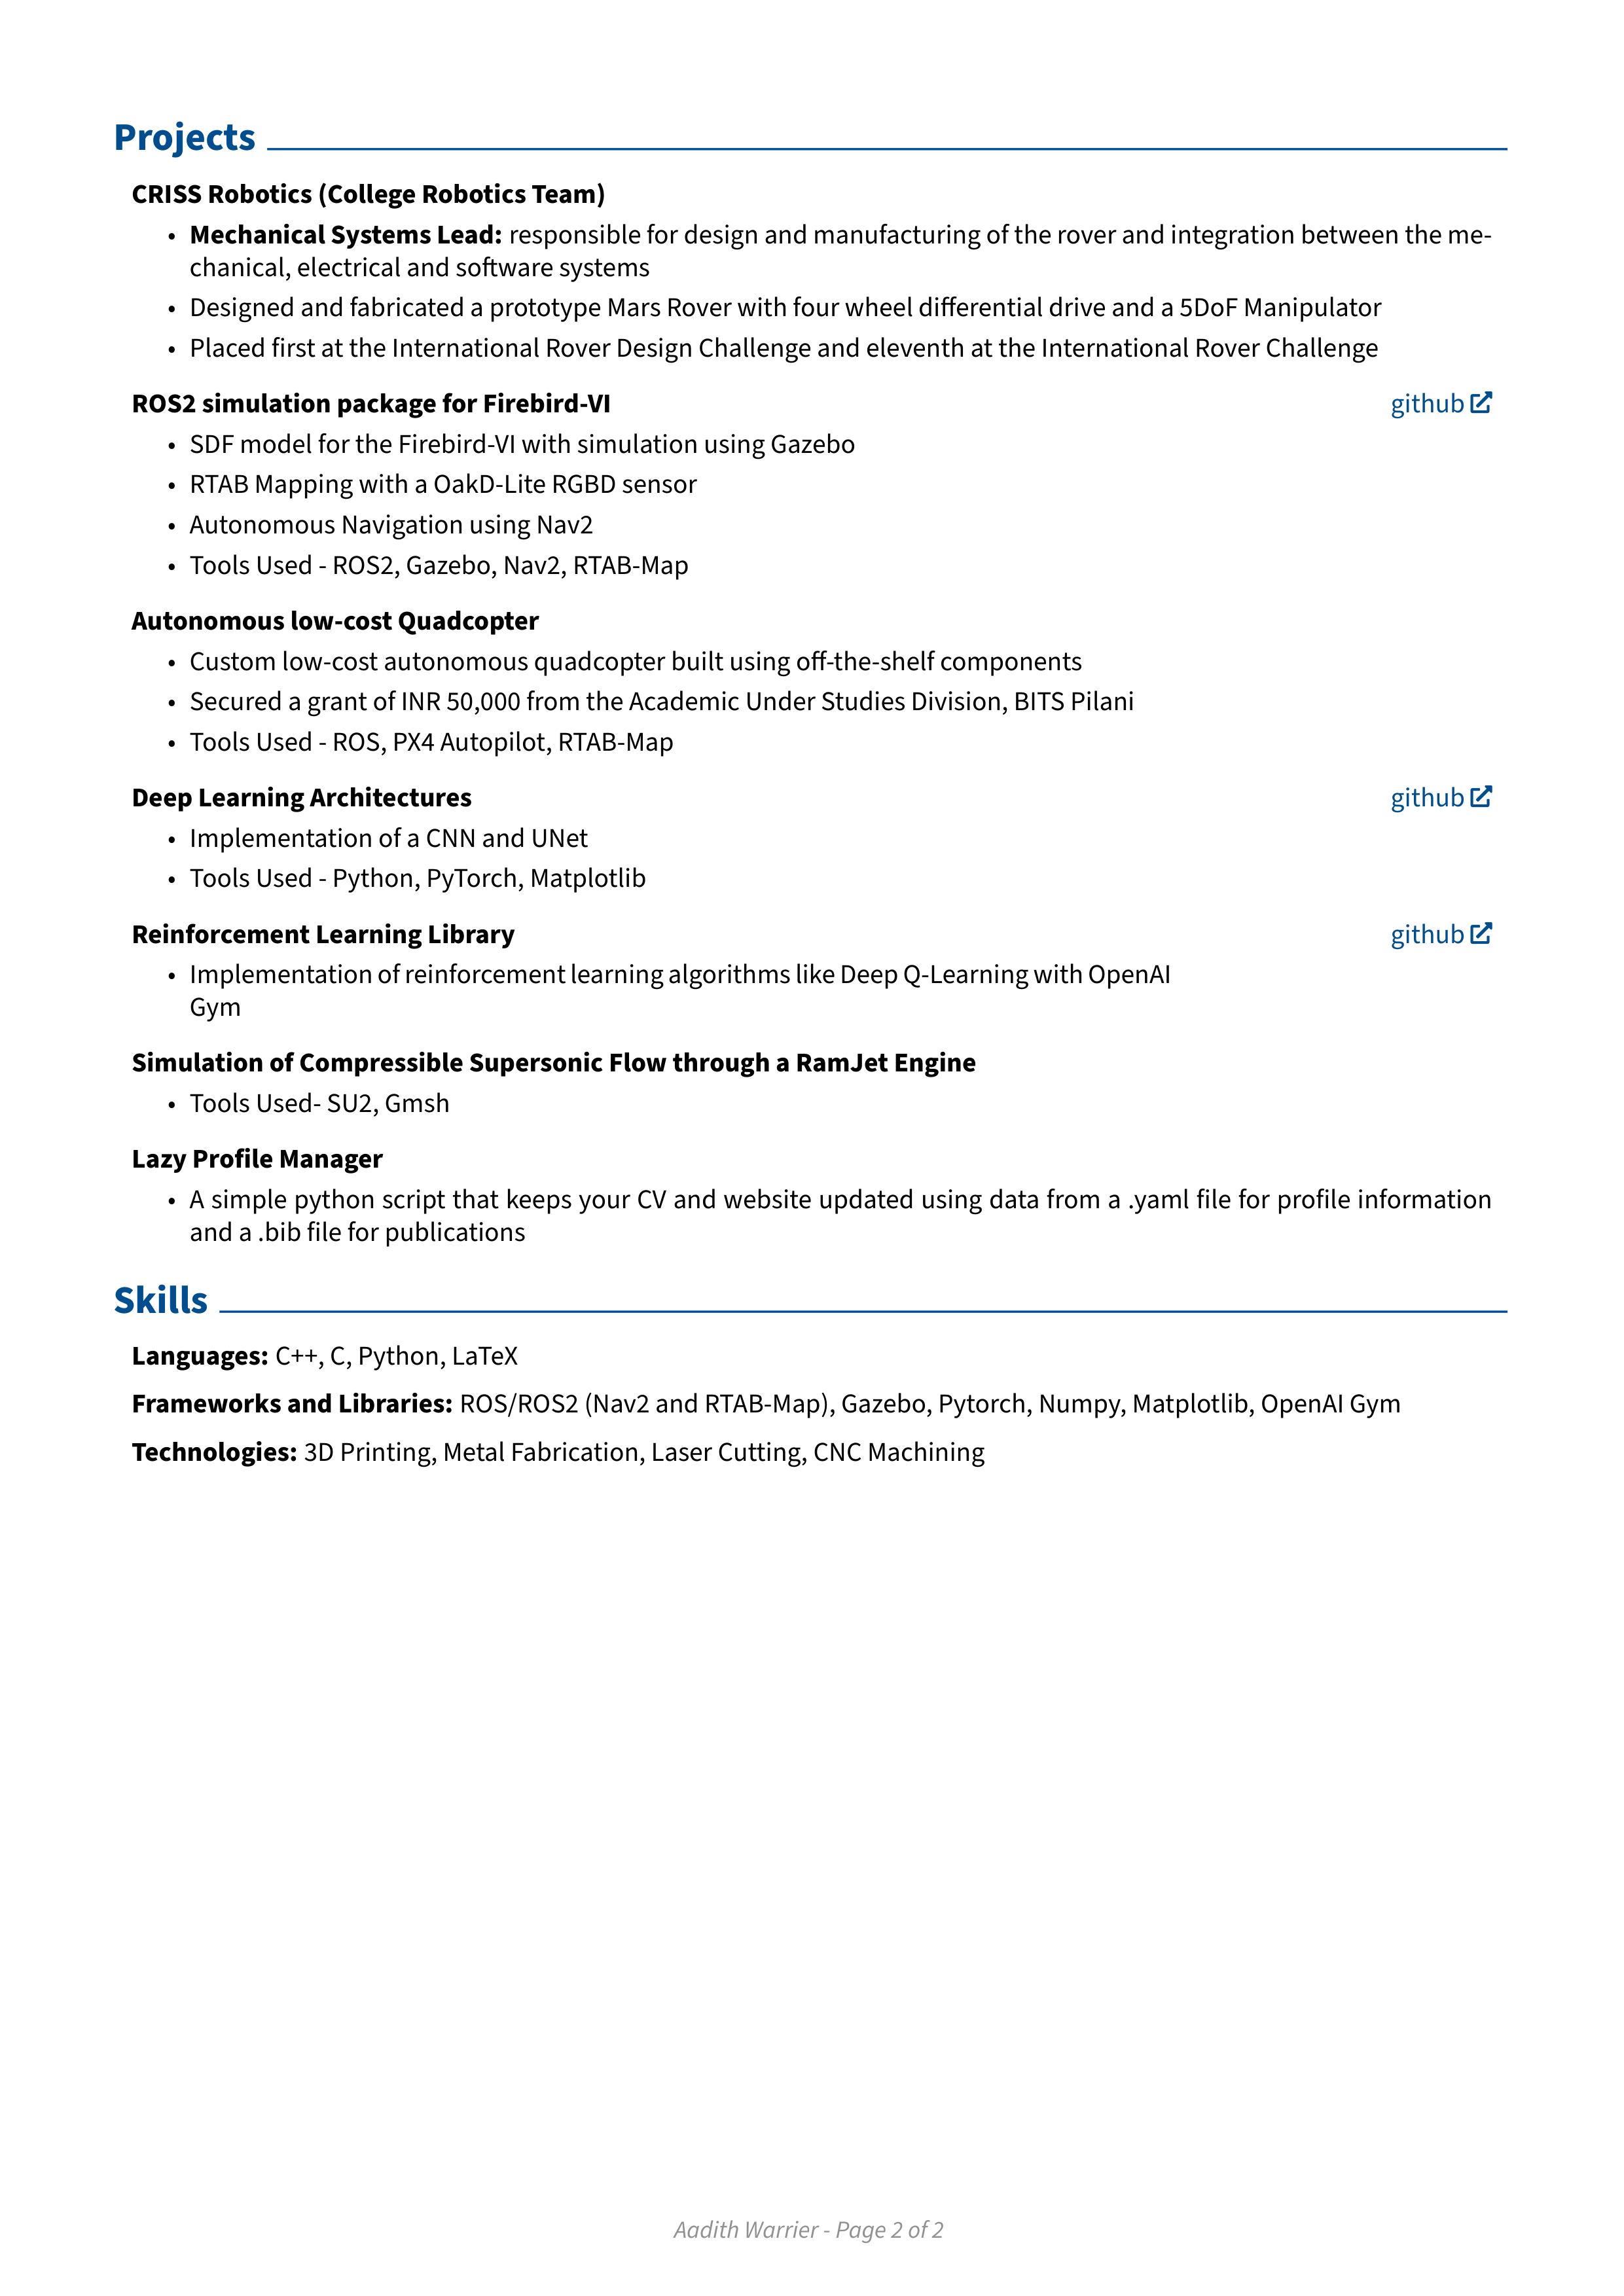 Projects
CRISS Robotics (College Robotics Team)
• Mechanical Systems Lead: responsible for design and manufacturing of the rover and integration between the me-
chanical, electrical and software systems
• Designed and fabricated a prototype Mars Rover with four wheel differential drive and a 5DoF Manipulator
• Placed first at the International Rover Design Challenge and eleventh at the International Rover Challenge
ROS2 simulation package for Firebird-VI github
• SDF model for the Firebird-VI with simulation using Gazebo
• RTAB Mapping with a OakD-Lite RGBD sensor
• Autonomous Navigation using Nav2
• Tools Used - ROS2, Gazebo, Nav2, RTAB-Map
Autonomous low-cost Quadcopter
• Custom low-cost autonomous quadcopter built using off-the-shelf components
• Secured a grant of INR 50,000 from the Academic Under Studies Division, BITS Pilani
• Tools Used - ROS, PX4 Autopilot, RTAB-Map
Deep Learning Architectures github
• Implementation of a CNN and UNet
• Tools Used - Python, PyTorch, Matplotlib
Reinforcement Learning Library github
• Implementation of reinforcement learning algorithms like Deep Q-Learning with OpenAI
Gym
Simulation of Compressible Supersonic Flow through a RamJet Engine
• Tools Used- SU2, Gmsh
Lazy Profile Manager
• A simple python script that keeps your CV and website updated using data from a .yaml file for profile information
and a .bib file for publications
Skills
Languages: C++, C, Python, LaTeX
Frameworks and Libraries: ROS/ROS2 (Nav2 and RTAB-Map), Gazebo, Pytorch, Numpy, Matplotlib, OpenAI Gym
Technologies: 3D Printing, Metal Fabrication, Laser Cutting, CNC Machining
Aadith Warrier - Page 2 of 2